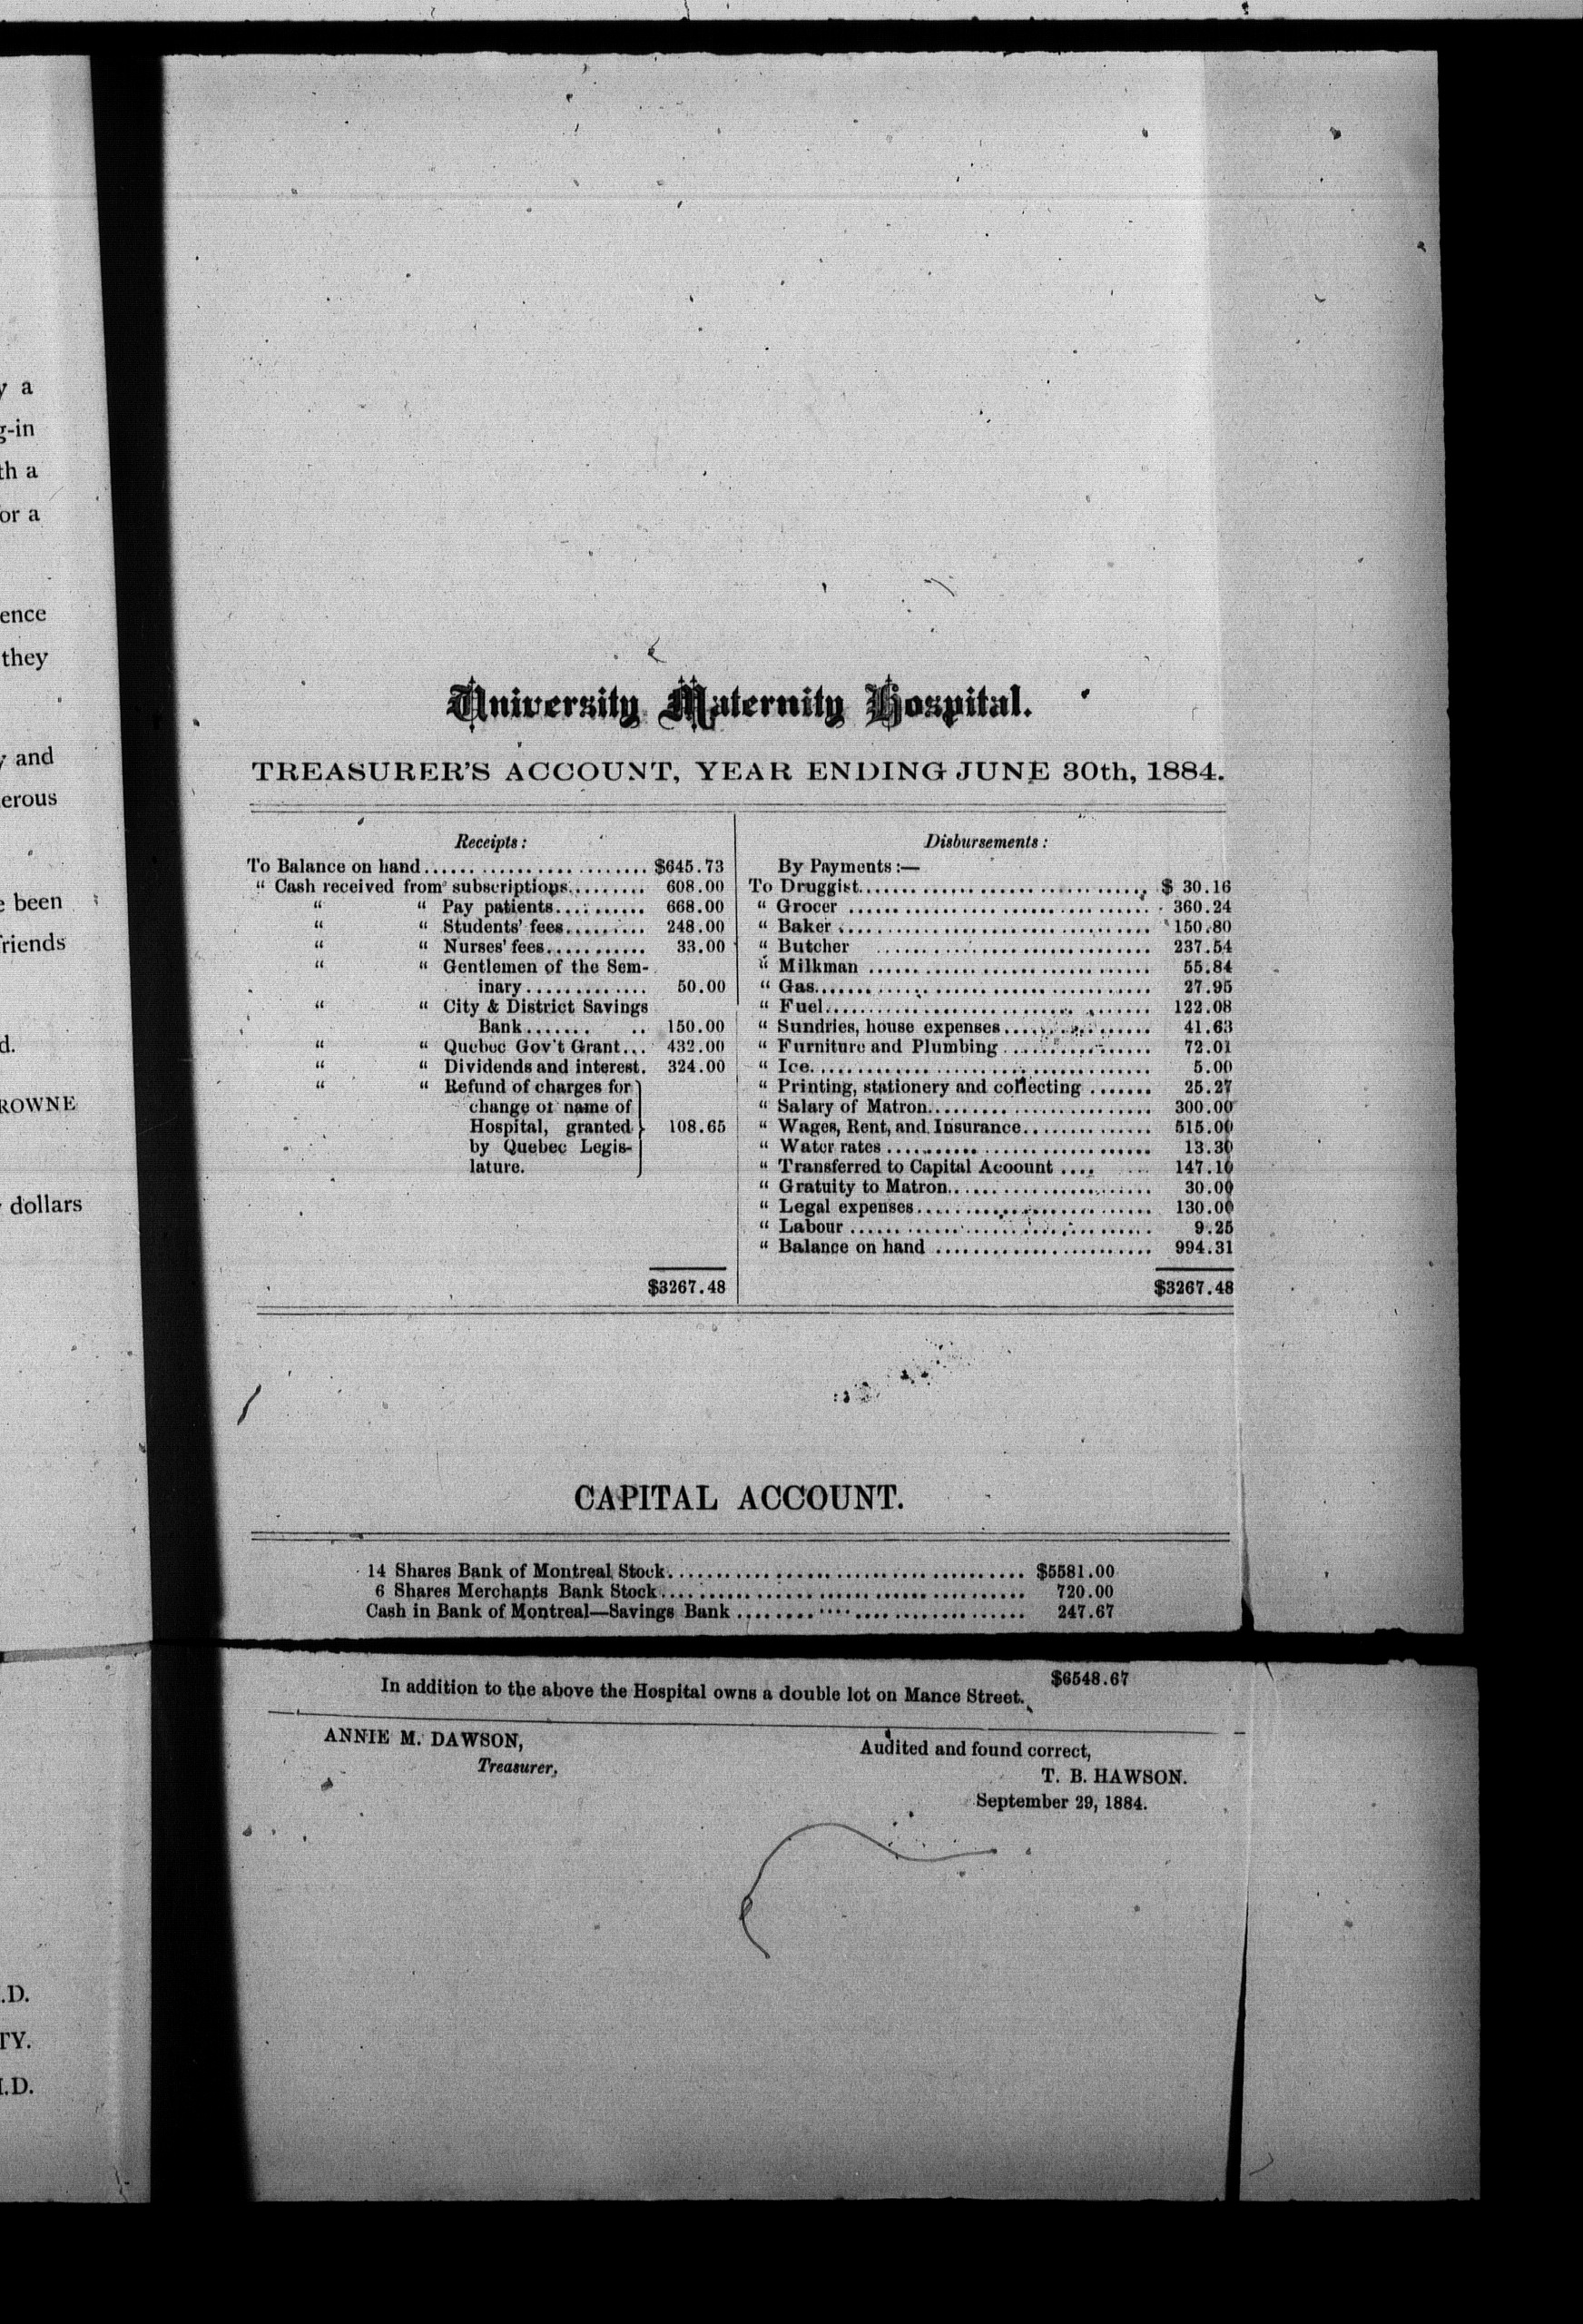 y a
g-in
th a
or a
ence
they
y and
erous
e been
riends
d.
ROWNE
dollars
.D.
TY.
I.D.
University Maternity Hospital.
TREASURER'S ACCOUNT, YEAR ENDING JUNE 30th, 1884.
Receipts:
To Balance on hand...... .................. $645.73
" Cash received from subscriptions......... 608.00
" " Pay patients.......... 668.00
" " Students' fees......... 248.00
" " Nurses' fees........... 33.00
" " Gentlemen of the Sem-
inary............. 50.00
" " City & District Savings
Bank....... .. 150.00
" " Quebec Gov't Grant... 432.00
" " Dividends and interest. 324.00
" " Refund of charges for
change of name of
Hospital, granted } 108.65
by Quebec Legis-
lature.
$3267.48
Disbursements:
By Payments:—
To Druggist.................................. $ 30.16
" Grocer .................................. 360.24
" Baker .................................. 150.80
" Butcher .............................. 237.54
" Milkman ................................ 55.84
" Gas..................................... 27.95
" Fuel.................................... 122.08
" Sundries, house expenses................ 41.63
" Furniture and Plumbing ................ 72.01
" Ice..................................... 5.00
" Printing, stationery and collecting ....... 25.27
" Salary of Matron........................ 300.00
" Wages, Rent, and Insurance.............. 515.00
" Water rates ............................ 13.30
" Transferred to Capital Acoount .... ... 147.10
" Gratuity to Matron...................... 30.00
" Legal expenses.......................... 130.00
" Labour ................................. 9.25
" Balance on hand ....................... 994.31
$3267.48
CAPITAL ACCOUNT.
14 Shares Bank of Montreal Stock...................................... $5581.00
6 Shares Merchants Bank Stock....................................... 720.00
Cash in Bank of Montreal—Savings Bank ............................... 247.67
$6548.67
In addition to the above the Hospital owns a double lot on Mance Street.
ANNIE M. DAWSON,
Treasurer.
Audited and found correct,
T. B. HAWSON.
September 29, 1884.